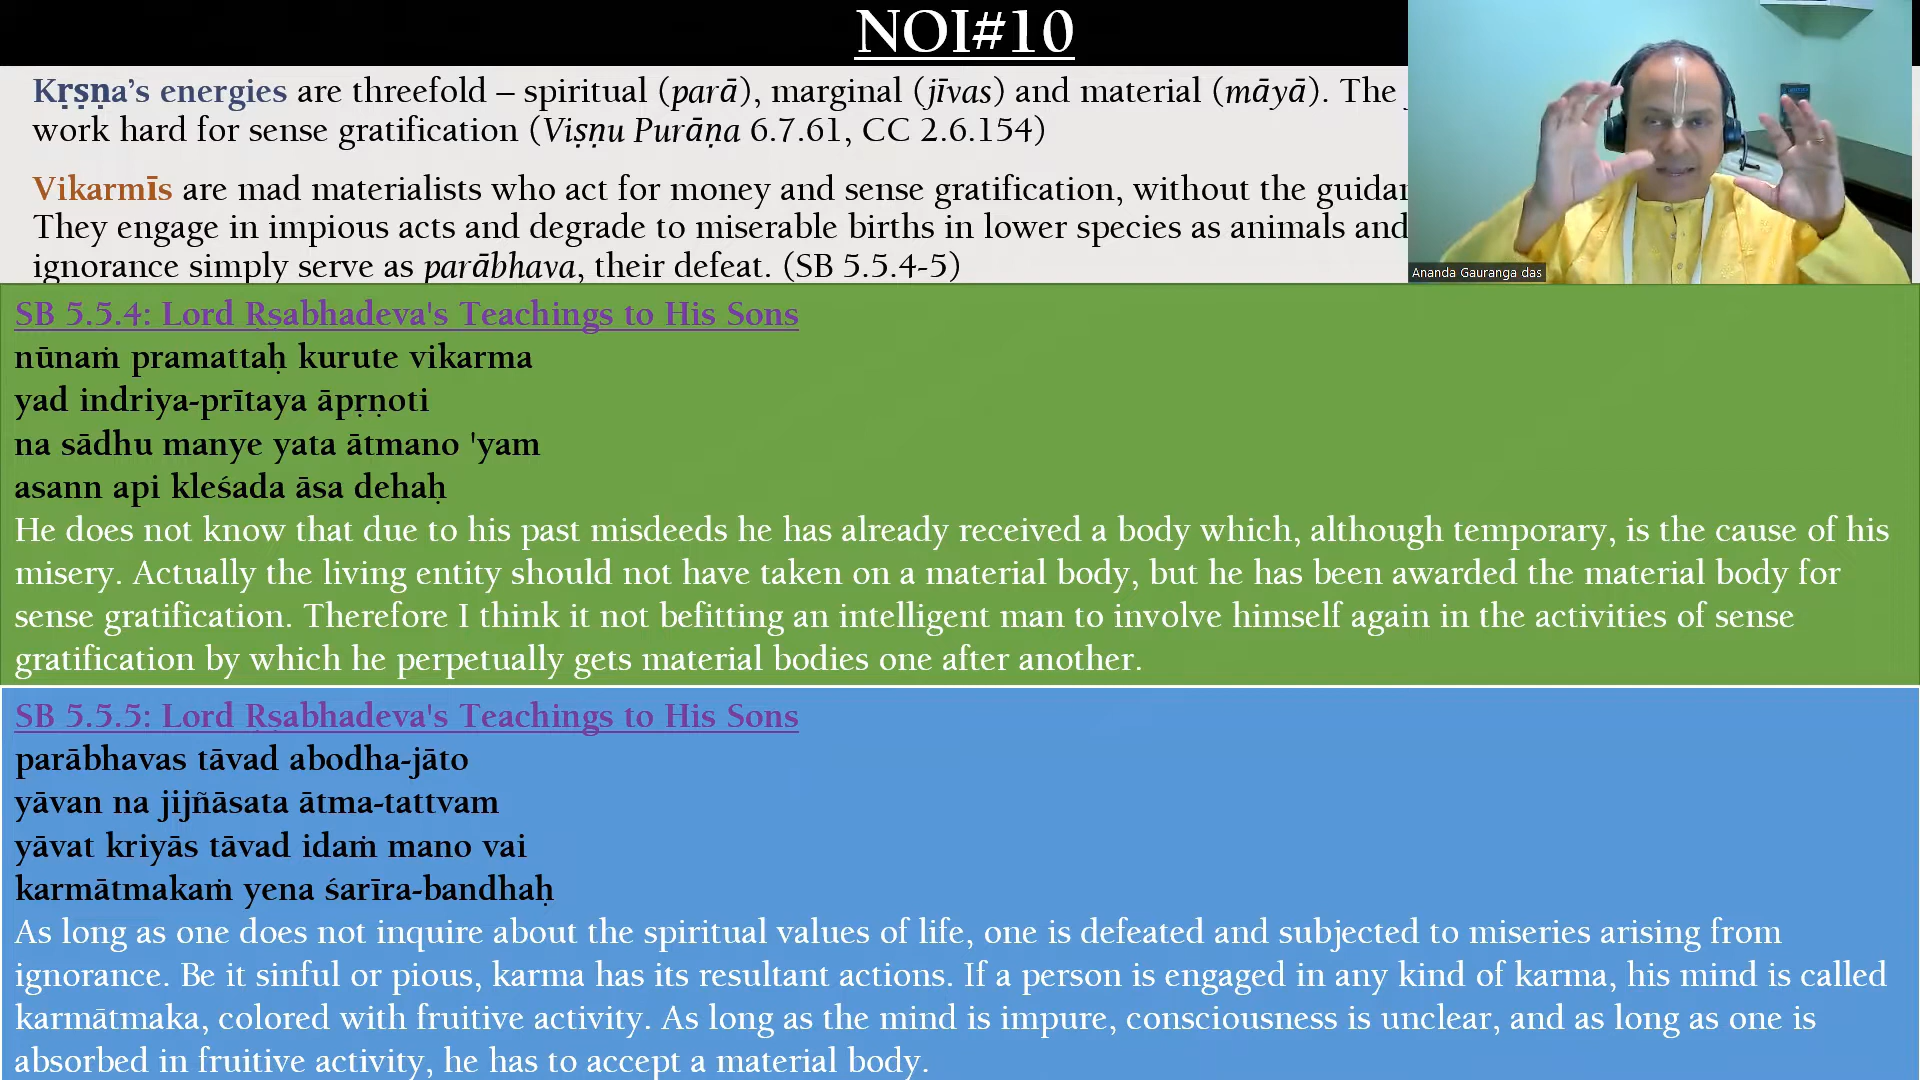 NOI#10
Kṛṣṇa’s energies are threefold – spiritual (parā), marginal (jīvas) and material (māyā). The
work hard for sense gratification (Viṣṇu Purāṇa 6.7.61, CC 2.6.154)
Vikarmīs are mad materialists who act for money and sense gratification, without the
They engage in impious acts and degrade to miserable births in lower species as animals and
ignorance simply serve as parābhava, their defeat. (SB 5.5.4-5)
Ananda Gauranga das
SB 5.5.4: Lord Ṛṣabhadeva's Teachings to His Sons
nūnaṁ pramattaḥ kurute vikarma
yad indriya-prītaya āpṛṇoti
na sādhu manye yata ātmano 'yam
asann api kleśada āsa dehaḥ
He does not know that due to his past misdeeds he has already received a body which, although temporary, is the cause of his
misery. Actually the living entity should not have taken on a material body, but he has been awarded the material body for
sense gratification. Therefore I think it not befitting an intelligent man to involve himself again in the activities of sense
gratification by which he perpetually gets material bodies one after another.
SB 5.5.5: Lord Ṛṣabhadeva's Teachings to His Sons
parābhavas tāvad abodha-jāto
yāvan na jijñāsata ātma-tattvam
yāvat kriyās tāvad idaṁ mano vai
karmātmakaṁ yena śarīra-bandhaḥ
As long as one does not inquire about the spiritual values of life, one is defeated and subjected to miseries arising from
ignorance. Be it sinful or pious, karma has its resultant actions. If a person is engaged in any kind of karma, his mind is called
karmātmaka, colored with fruitive activity. As long as the mind is impure, consciousness is unclear, and as long as one is
absorbed in fruitive activity, he has to accept a material body.